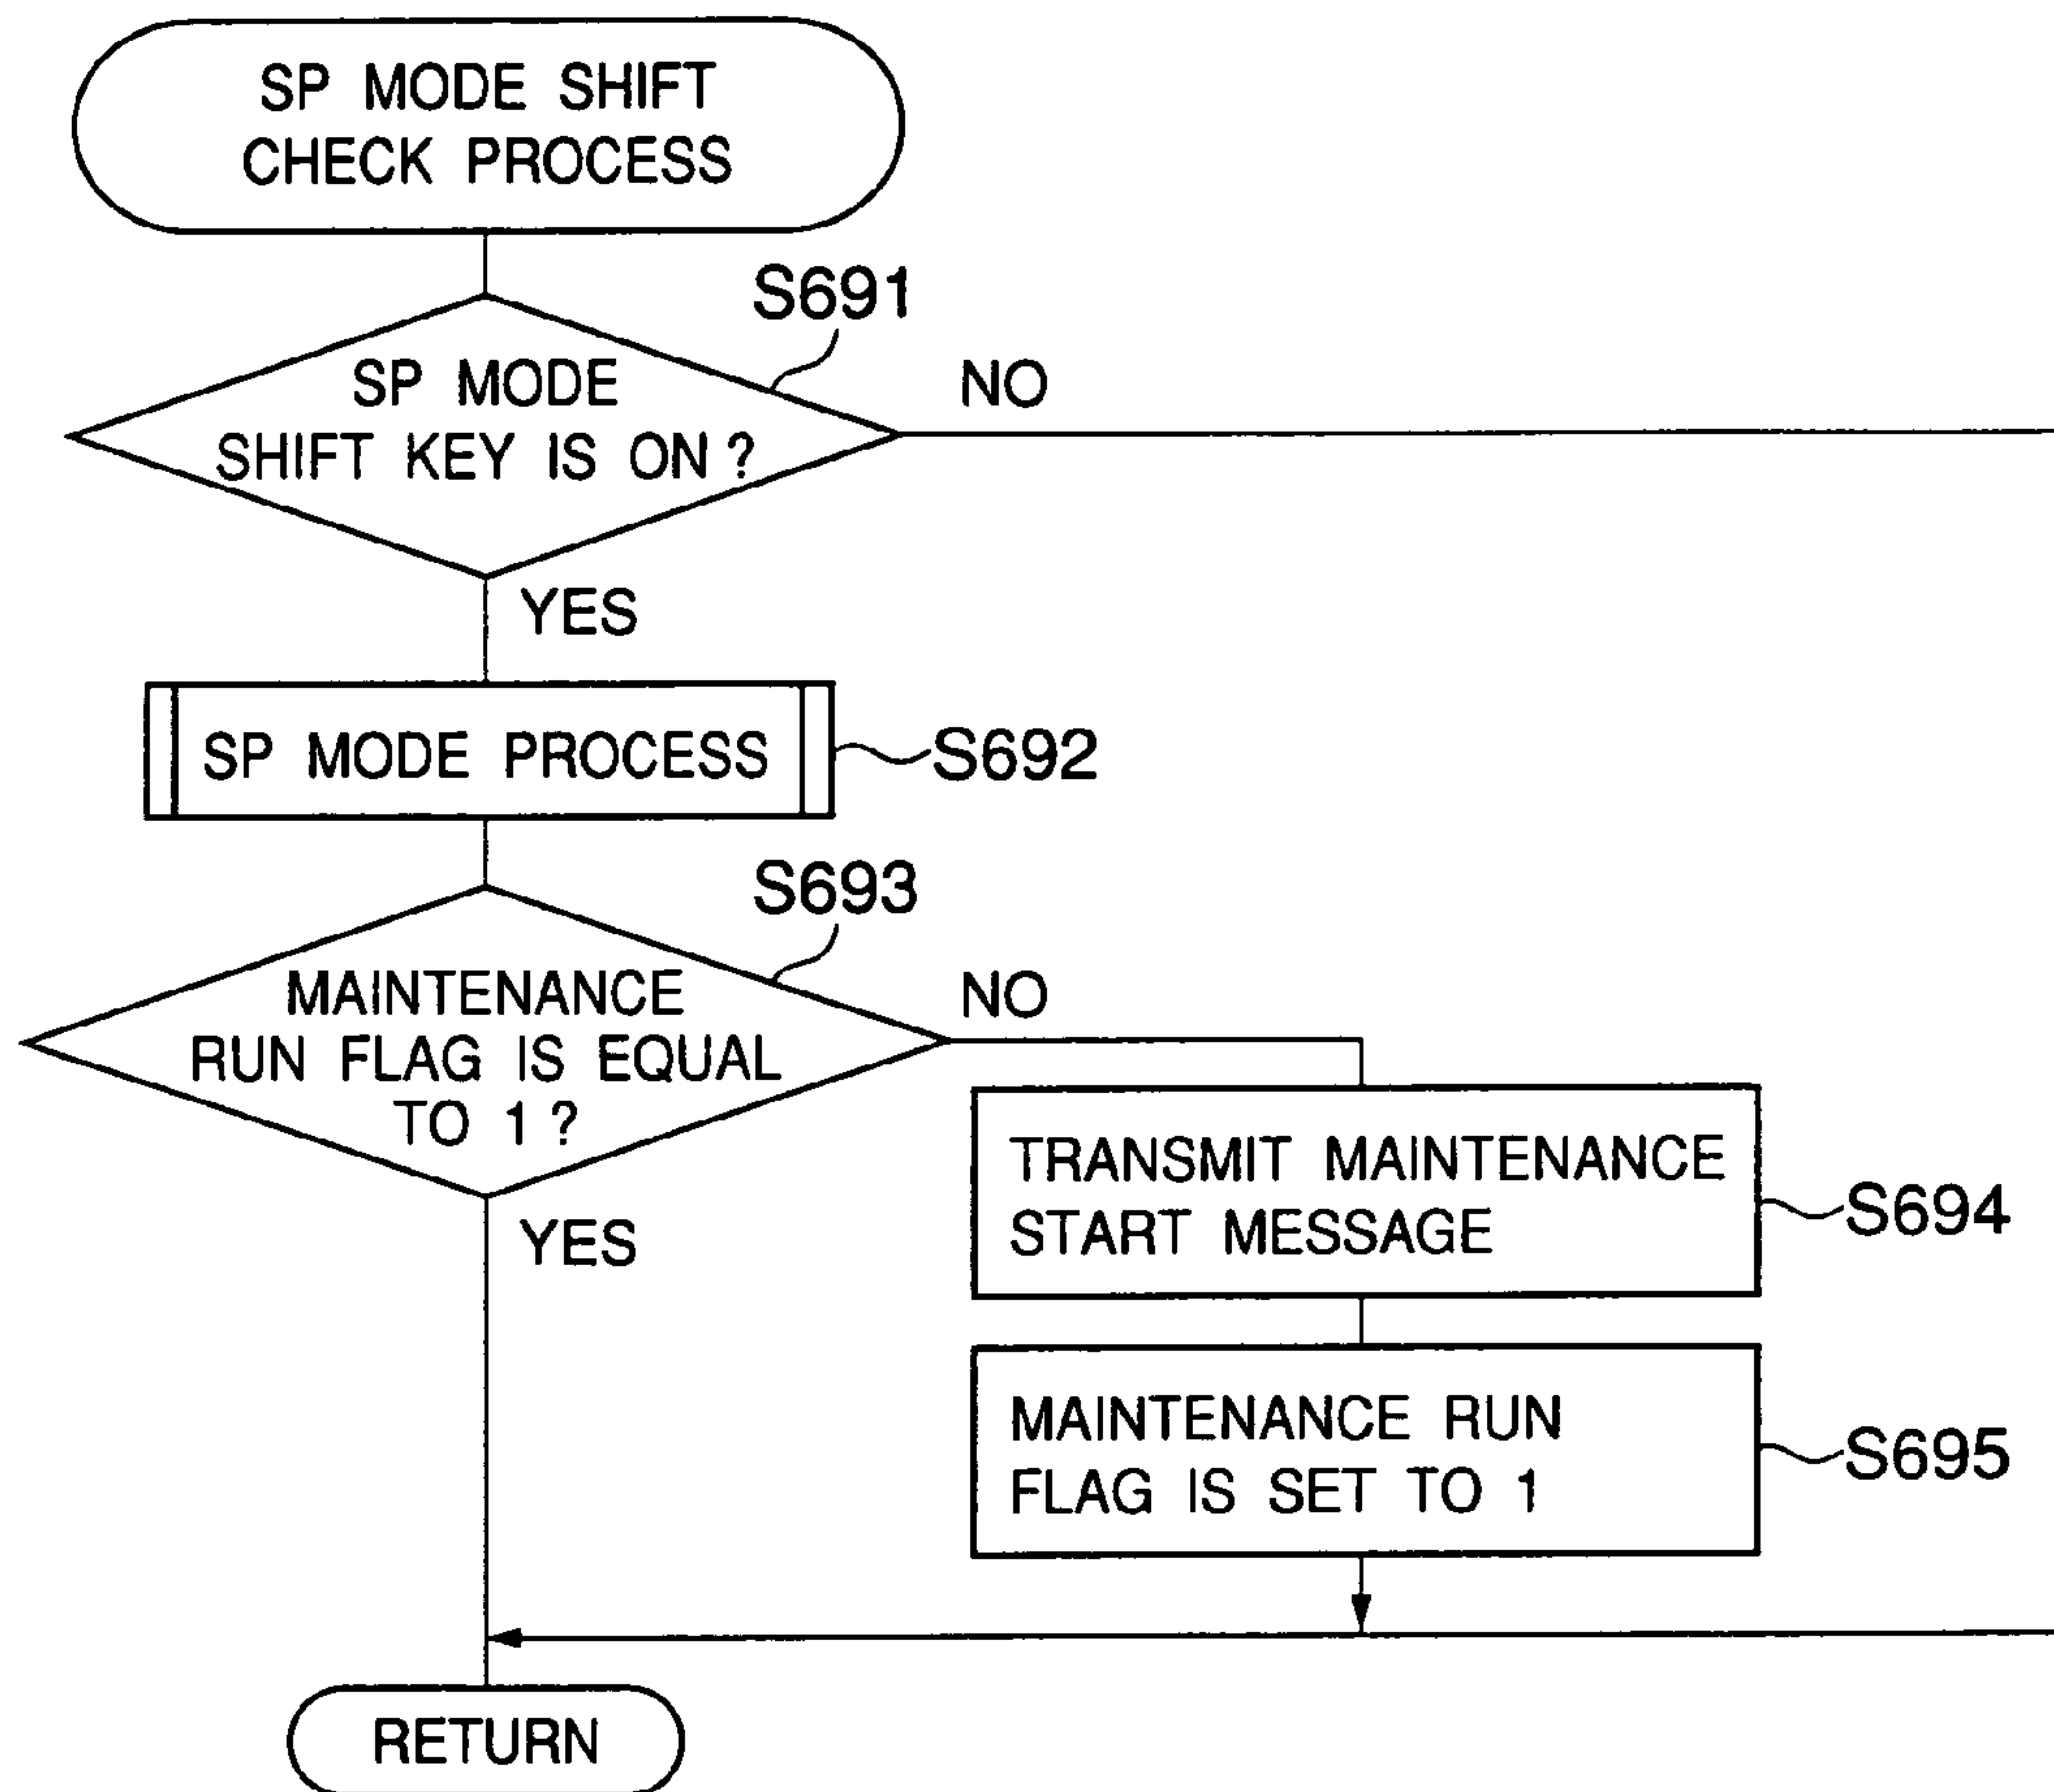 SP MODE SHIFT
CHECK PROCESS
S691
SP MODE
SHIFT KEY IS ON?
NO
YES
SP MODE PROCESS
S692
S693
MAINTENANCE
RUN FLAG IS EQUAL
TO 1?
NO
YES
TRANSMIT MAINTENANCE
START MESSAGE
S694
MAINTENANCE RUN
FLAG IS SET TO 1
S695
RETURN